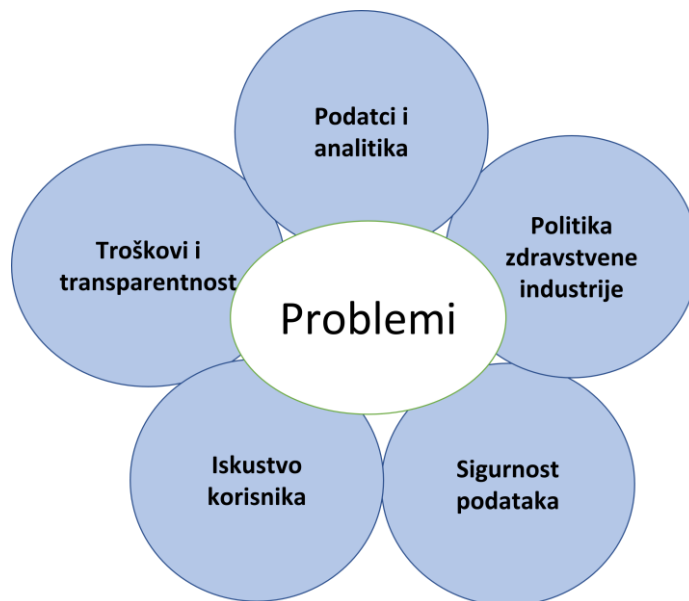 Podatci i
analitika
Politika
zdravstvene
industrije
Troškovi i
transparentnost
Problemi
Iskustvo
korisnika
Sigurnost
podataka